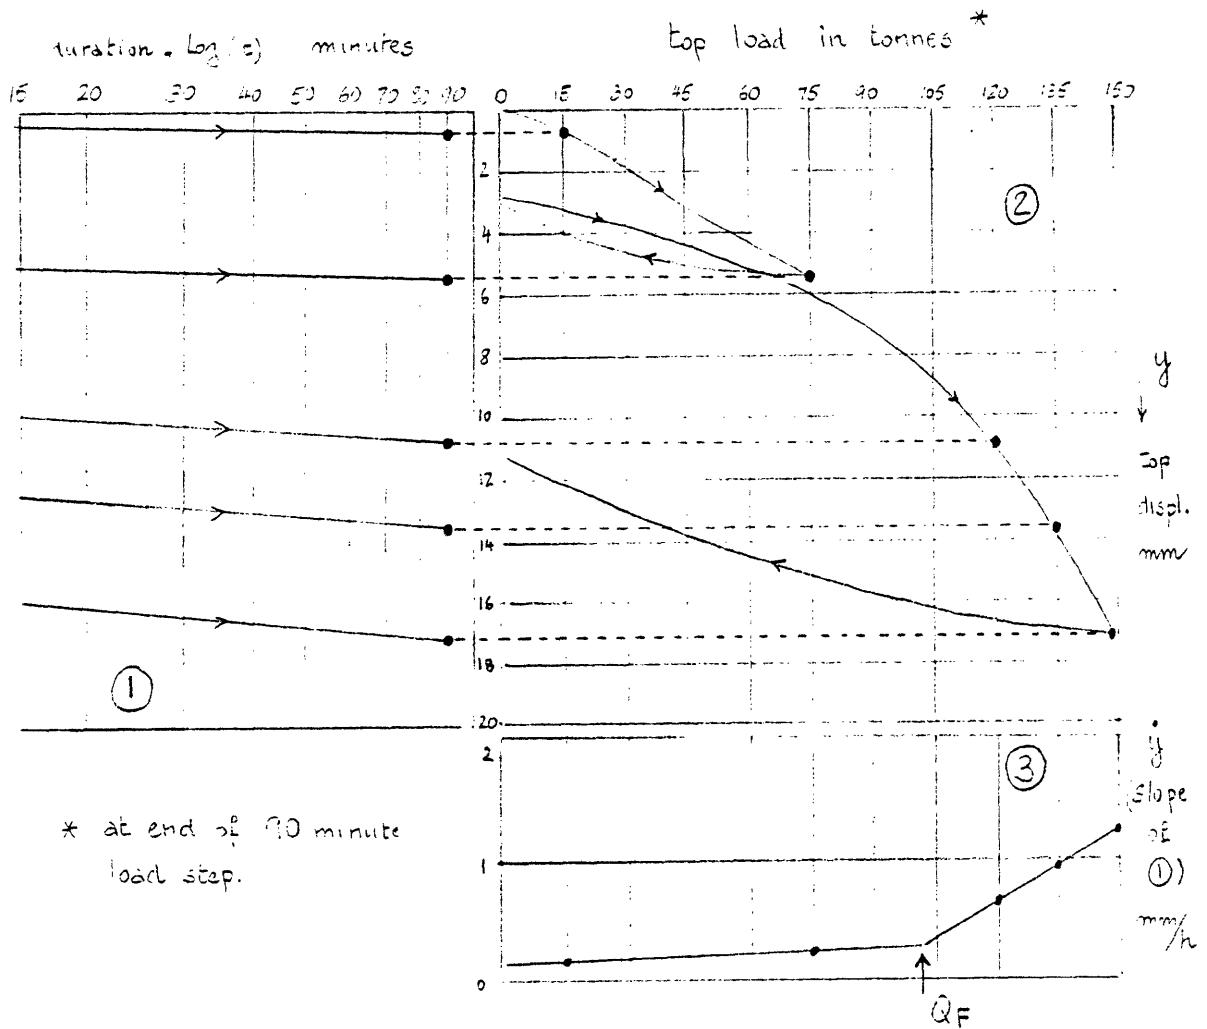 duration. Log(t) minutes
top load in tonnes *
15 20 30 40 50 60 70 80 90
0 15 30 45 60 75 90 105 120 135 150
2
4
6
8
10
12
14
16
18
20
②
y
↓
top
displ.
mm
①
2
1
0
③
ẏ
(slope
of
①)
mm/h
* at end of 90 minute
load step.
↑
QF